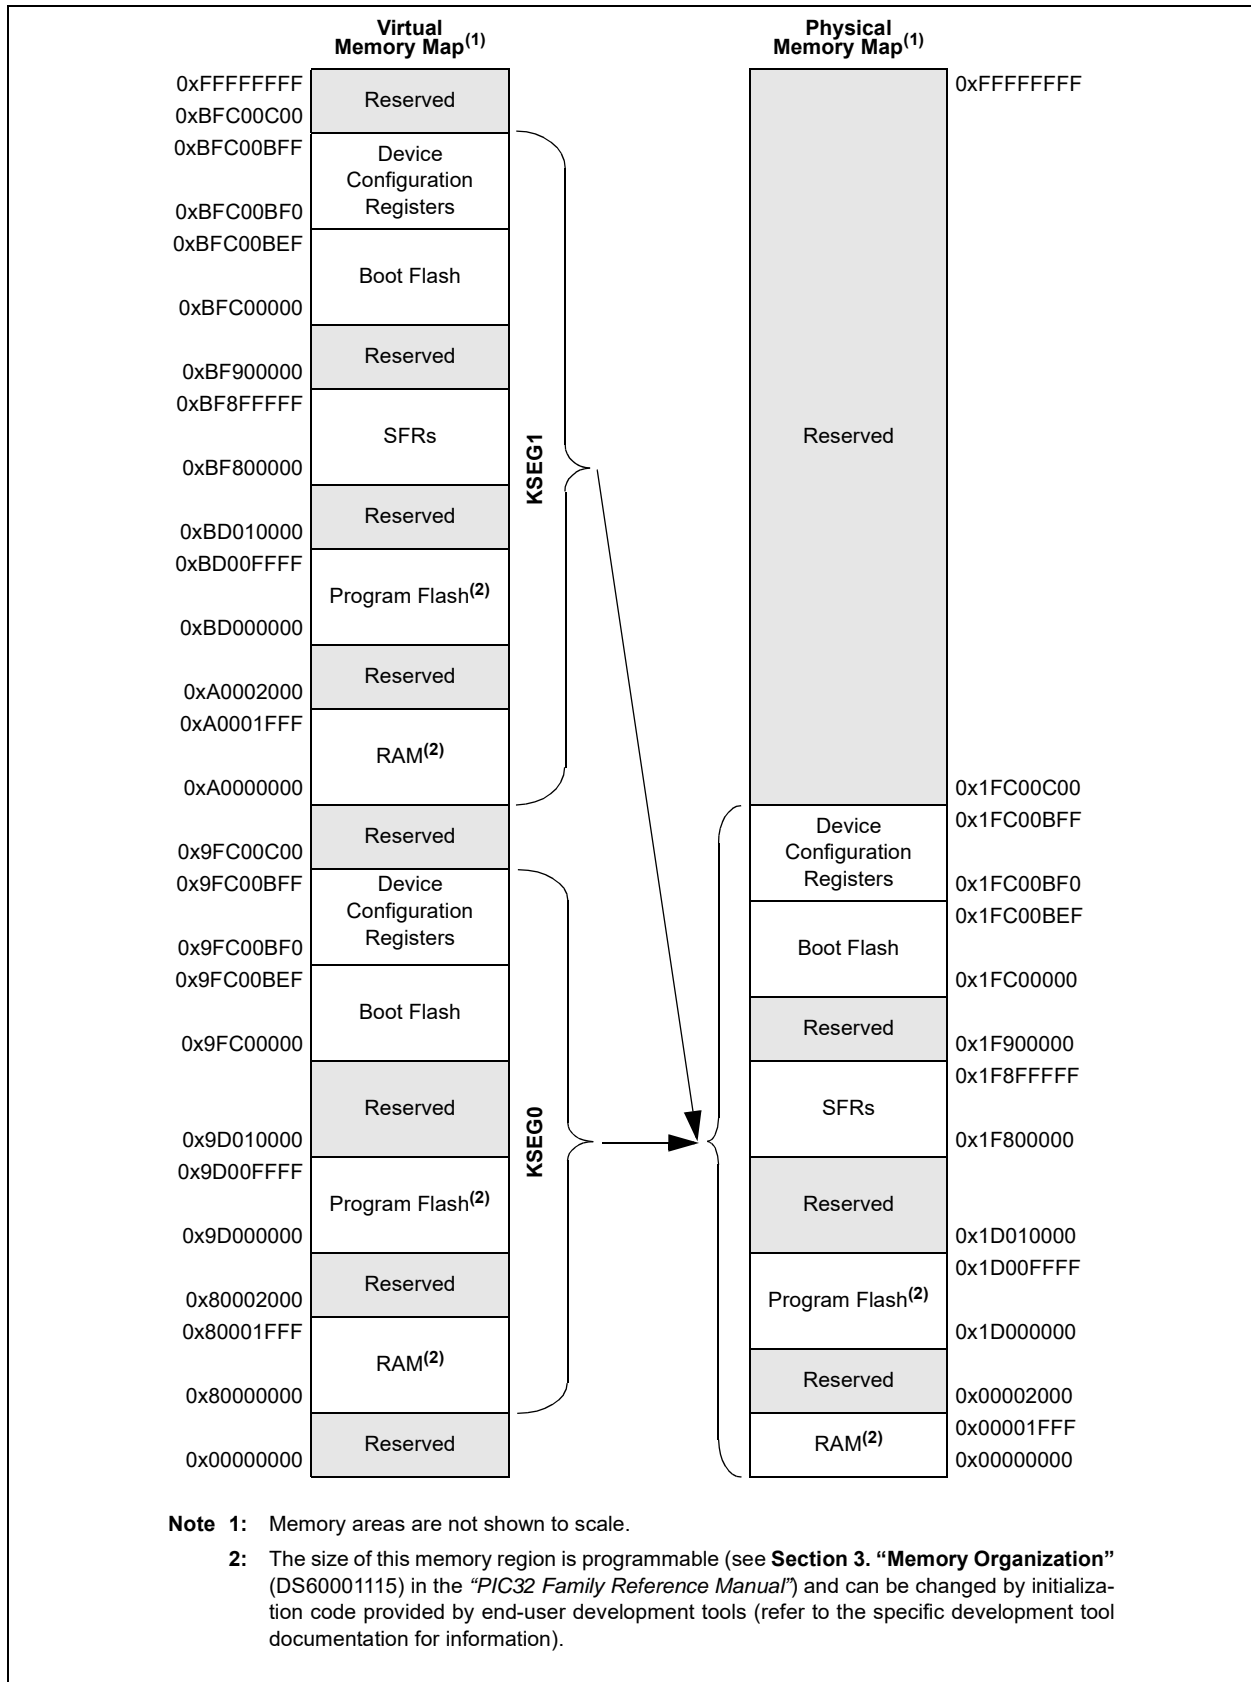 Virtual
Memory Map(1)
Physical
Memory Map(1)
0xFFFFFFFF
Reserved
0xBFC00C00
0xBFC00BFF
Device
Configuration
Registers
0xBFC00BF0
0xBFC00BEF
Boot Flash
0xBFC00000
Reserved
0xBF900000
0xBF8FFFFF
SFRs
0xBF800000
Reserved
0xBD010000
0xBD00FFFF
Program Flash(2)
0xBD000000
Reserved
0xA0002000
0xA0001FFF
RAM(2)
0xA0000000
KSEG1
Reserved
0x9FC00C00
0x9FC00BFF
Device
Configuration
Registers
0x9FC00BF0
0x9FC00BEF
Boot Flash
0x9FC00000
Reserved
0x9D010000
0x9D00FFFF
Program Flash(2)
0x9D000000
Reserved
0x80002000
0x80001FFF
RAM(2)
0x80000000
KSEG0
Reserved
0x00000000
0xFFFFFFFF
Reserved
0x1FC00C00
0x1FC00BFF
Device
Configuration
Registers
0x1FC00BF0
0x1FC00BEF
Boot Flash
0x1FC00000
Reserved
0x1F900000
0x1F8FFFFF
SFRs
0x1F800000
Reserved
0x1D010000
0x1D00FFFF
Program Flash(2)
0x1D000000
Reserved
0x00002000
0x00001FFF
RAM(2)
0x00000000
Note 1: Memory areas are not shown to scale.
2: The size of this memory region is programmable (see Section 3. “Memory Organization”
(DS60001115) in the “PIC32 Family Reference Manual”) and can be changed by initializa-
tion code provided by end-user development tools (refer to the specific development tool
documentation for information).